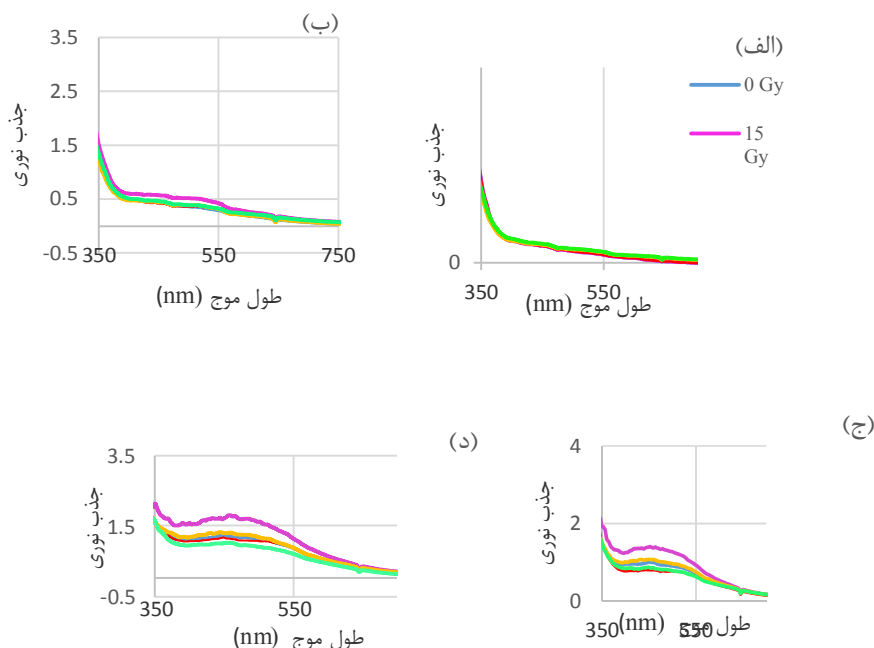 (الف)
0 Gy
15
Gy
جذب نوری
0
350 550
طول موج (nm)
(ب)
3.5
2.5
1.5
0.5
-0.5
جذب نوری
350 550 750
طول موج (nm)
(ج)
4
2
0
جذب نوری
350 550
طول موج (nm)
(د)
3.5
1.5
-0.5
جذب نوری
350 550
طول موج (nm)